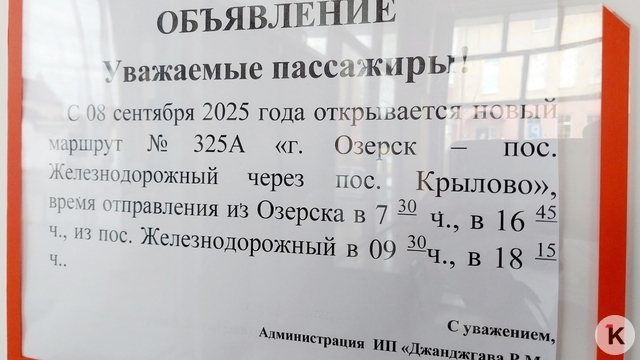 ОБЪЯВЛЕНИЕ
Уважаемые пассажиры!
С 08 сентября 2025 года открывается новый
маршрут № 325А «г. Озерск – пос.
Железнодорожный через пос. Крылово»,
время отправления из Озерска в 7 30 ч., в 16 45
ч., из пос. Железнодорожный в 09 30 ч., в 18 15
ч..
С уважением,
Администрация ИП «Джанджгава Р.М.
K